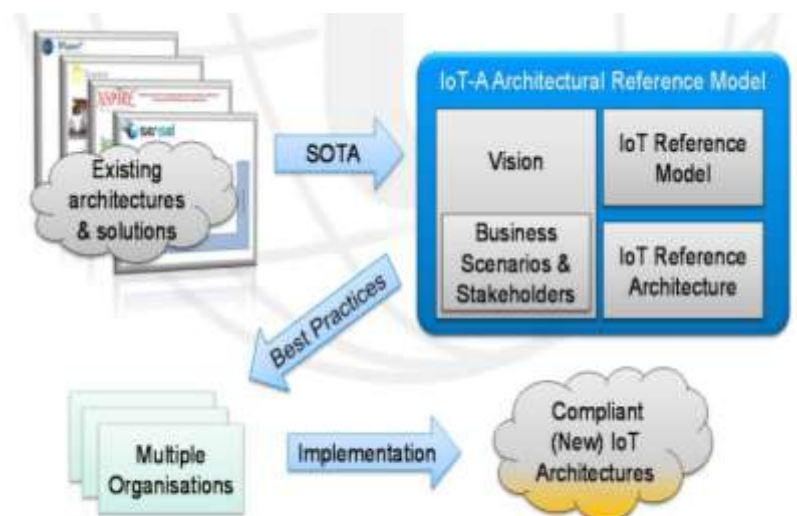 IoT-A Architectural Reference Model
Existing
architectures
& solutions
SOTA
Vision
Business
Scenarios &
Stakeholders
IoT Reference
Model
IoT Reference
Architecture
Best Practices
Multiple
Organisations
Implementation
Compliant
(New) IoT
Architectures